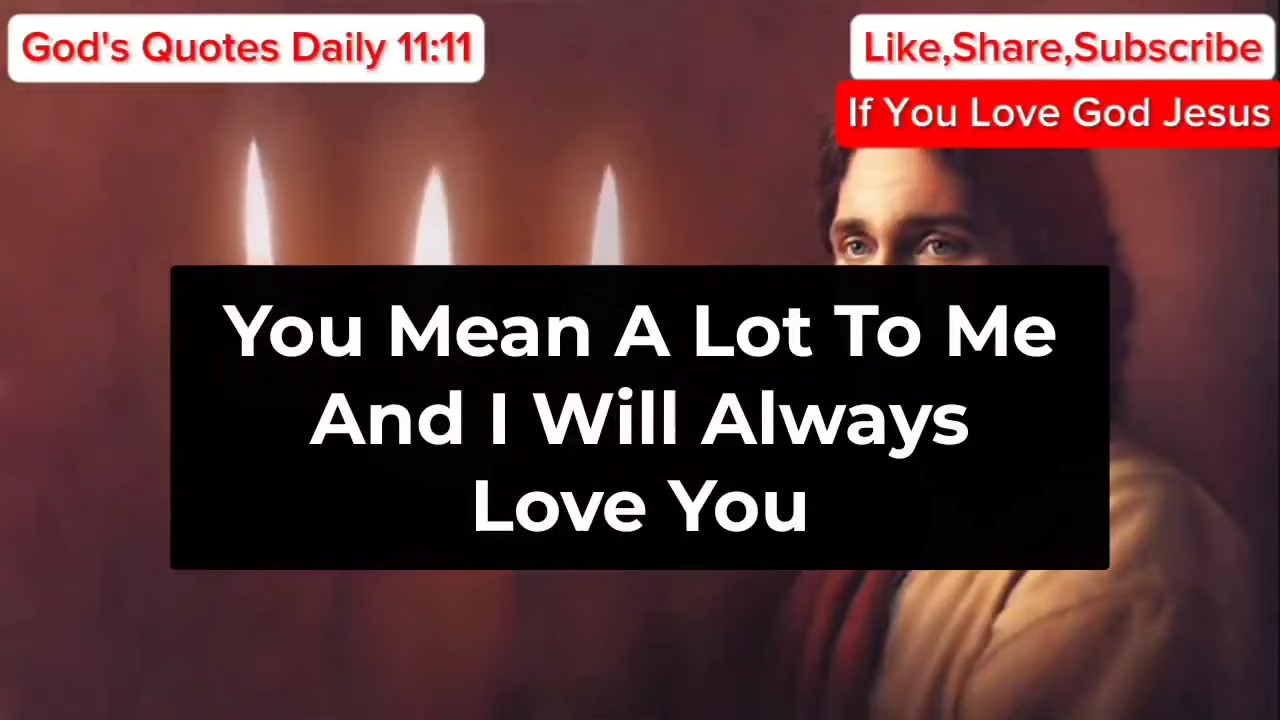 God's Quotes Daily 11:11
Like,Share,Subscribe
If You Love God Jesus
You Mean A Lot To Me
And I Will Always
Love You